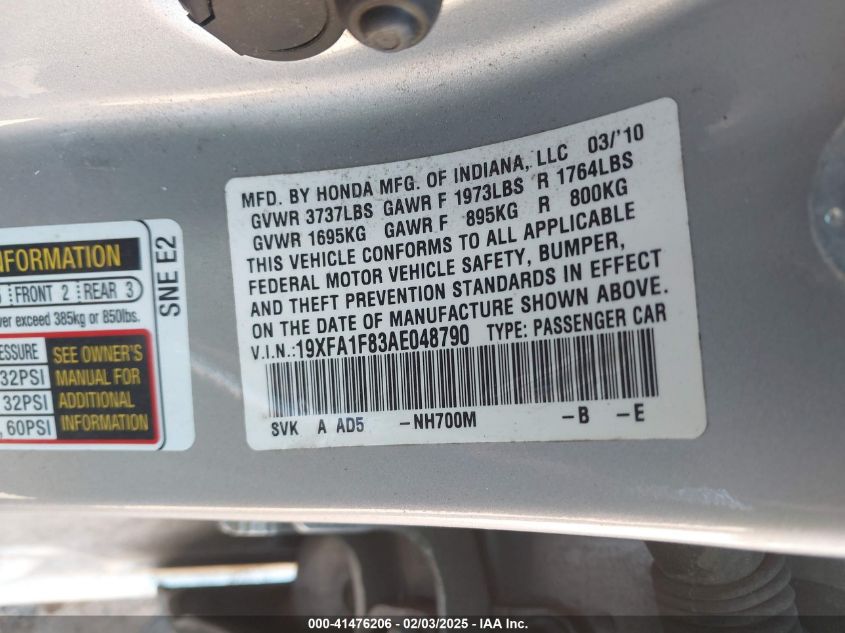 MFD. BY HONDA MFG. OF INDIANA, LLC 03/'10
GVWR 3737LBS GAWR F 1973LBS R 1764LBS
GVWR 1695KG GAWR F 895KG R 800KG
THIS VEHICLE CONFORMS TO ALL APPLICABLE
FEDERAL MOTOR VEHICLE SAFETY, BUMPER,
AND THEFT PREVENTION STANDARDS IN EFFECT
ON THE DATE OF MANUFACTURE SHOWN ABOVE.
V.I.N.:19XFA1F83AE048790 TYPE: PASSENGER CAR
SVK A AD5 -NH700M -B -E
FRONT 2 REAR 3
exceed 385kg or 850lbs.
SEE OWNER'S
32PSI MANUAL FOR
32PSI ADDITIONAL
60PSI INFORMATION
SNE E2
000-41476206 - 02/03/2025 - IAA Inc.